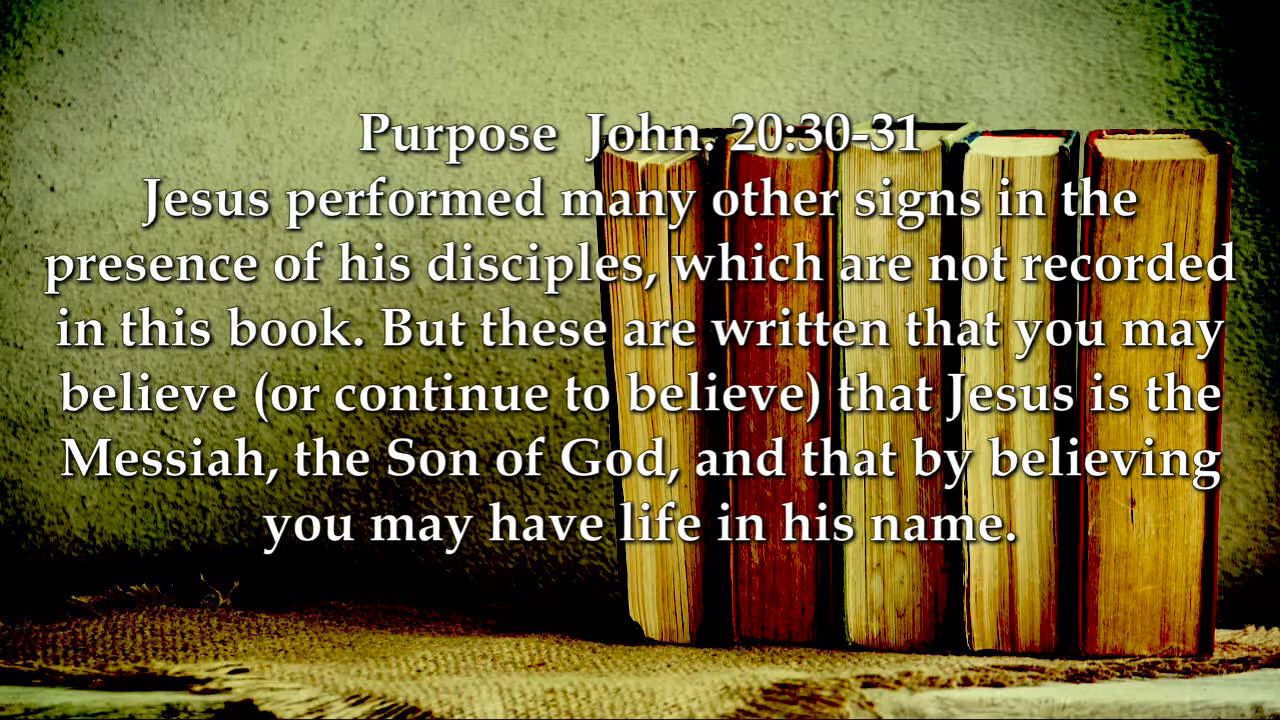 Purpose  John. 20:30-31
Jesus performed many other signs in the
presence of his disciples, which are not recorded
in this book. But these are written that you may
believe (or continue to believe) that Jesus is the
Messiah, the Son of God, and that by believing
you may have life in his name.